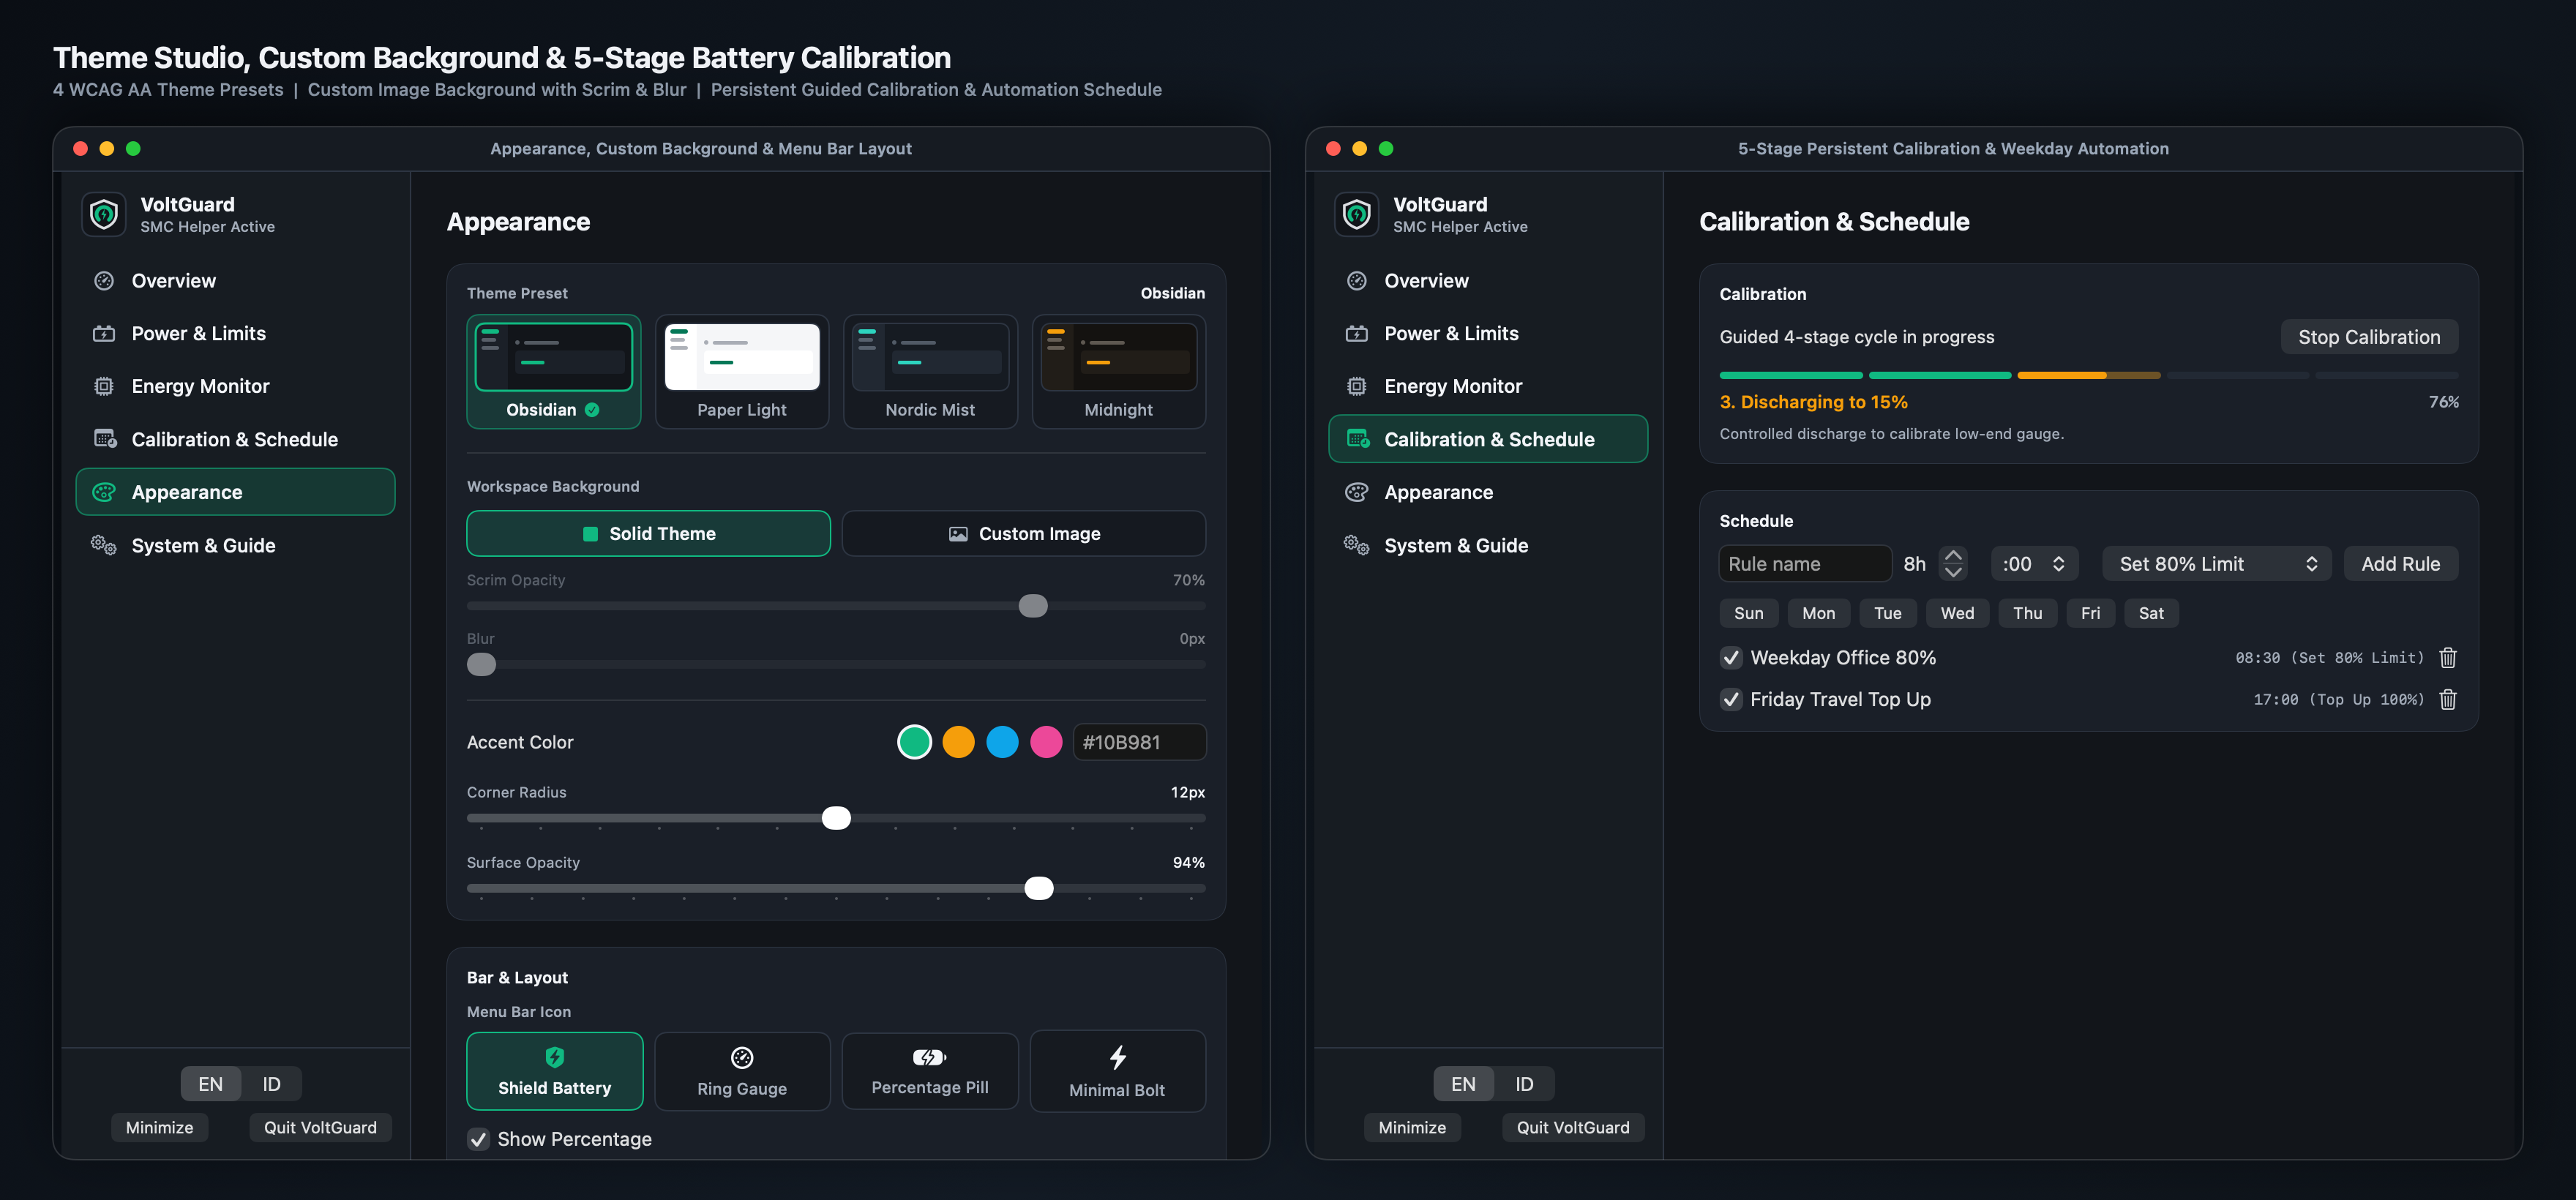 Theme Studio, Custom Background & 5-Stage Battery Calibration
4 WCAG AA Theme Presets | Custom Image Background with Scrim & Blur | Persistent Guided Calibration & Automation Schedule
Appearance, Custom Background & Menu Bar Layout
VoltGuard
SMC Helper Active
Overview
Power & Limits
Energy Monitor
Calibration & Schedule
Appearance
System & Guide
EN ID
Minimize Quit VoltGuard
Appearance
Theme Preset Obsidian
Obsidian Paper Light Nordic Mist Midnight
Workspace Background
Solid Theme Custom Image
Scrim Opacity 70%
Blur 0px
Accent Color #10B981
Corner Radius 12px
Surface Opacity 94%
Bar & Layout
Menu Bar Icon
Shield Battery Ring Gauge Percentage Pill Minimal Bolt
Show Percentage
5-Stage Persistent Calibration & Weekday Automation
VoltGuard
SMC Helper Active
Overview
Power & Limits
Energy Monitor
Calibration & Schedule
Appearance
System & Guide
EN ID
Minimize Quit VoltGuard
Calibration & Schedule
Calibration
Guided 4-stage cycle in progress Stop Calibration
3. Discharging to 15% 76%
Controlled discharge to calibrate low-end gauge.
Schedule
Rule name 8h :00 Set 80% Limit Add Rule
Sun Mon Tue Wed Thu Fri Sat
Weekday Office 80% 08:30 (Set 80% Limit)
Friday Travel Top Up 17:00 (Top Up 100%)